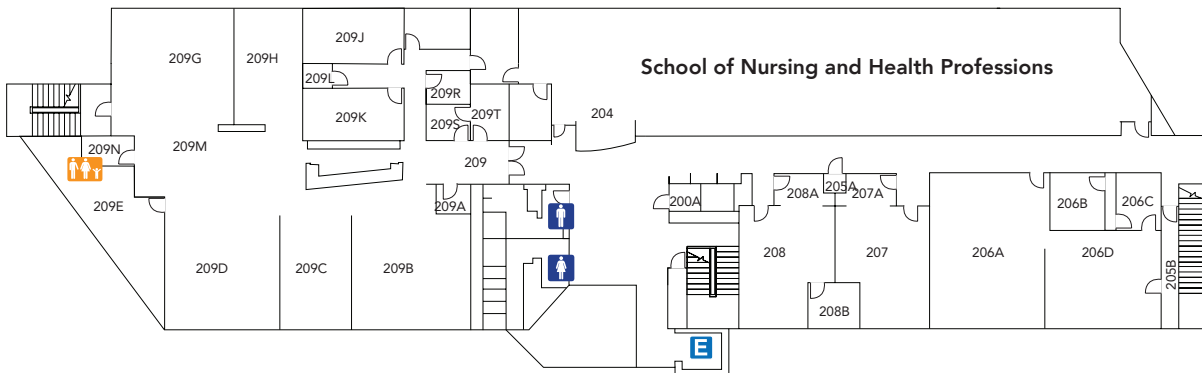 209G
209H
209J
209L
209K
209R
209S
209T
School of Nursing and Health Professions
204
209N
209M
209
209E
209A
200A
208A
205A
207A
206B
206C
209D
209C
209B
208
207
206A
206D
205B
208B
E